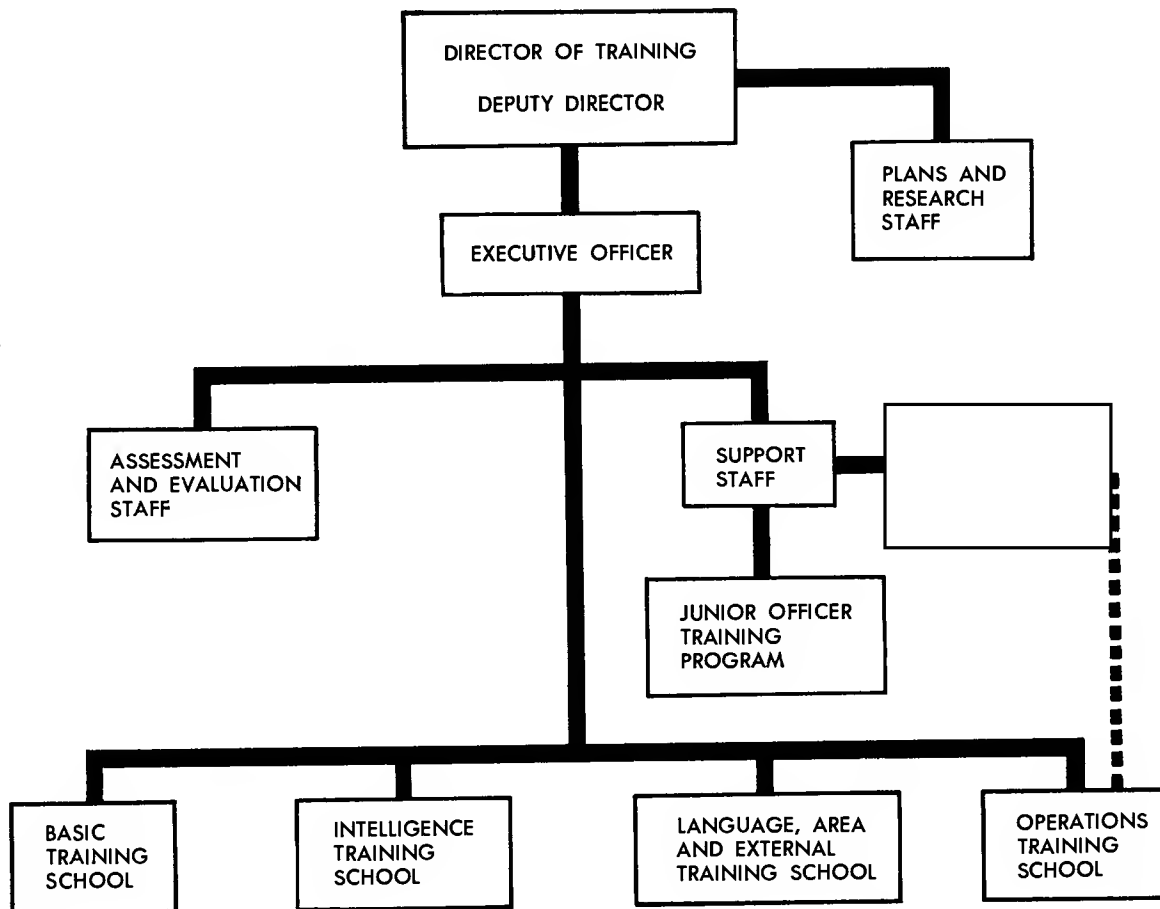 DIRECTOR OF TRAINING
DEPUTY DIRECTOR
PLANS AND
RESEARCH
STAFF
EXECUTIVE OFFICER
ASSESSMENT
AND EVALUATION
STAFF
SUPPORT
STAFF
JUNIOR OFFICER
TRAINING
PROGRAM
BASIC
TRAINING
SCHOOL
INTELLIGENCE
TRAINING
SCHOOL
LANGUAGE, AREA
AND EXTERNAL
TRAINING SCHOOL
OPERATIONS
TRAINING
SCHOOL